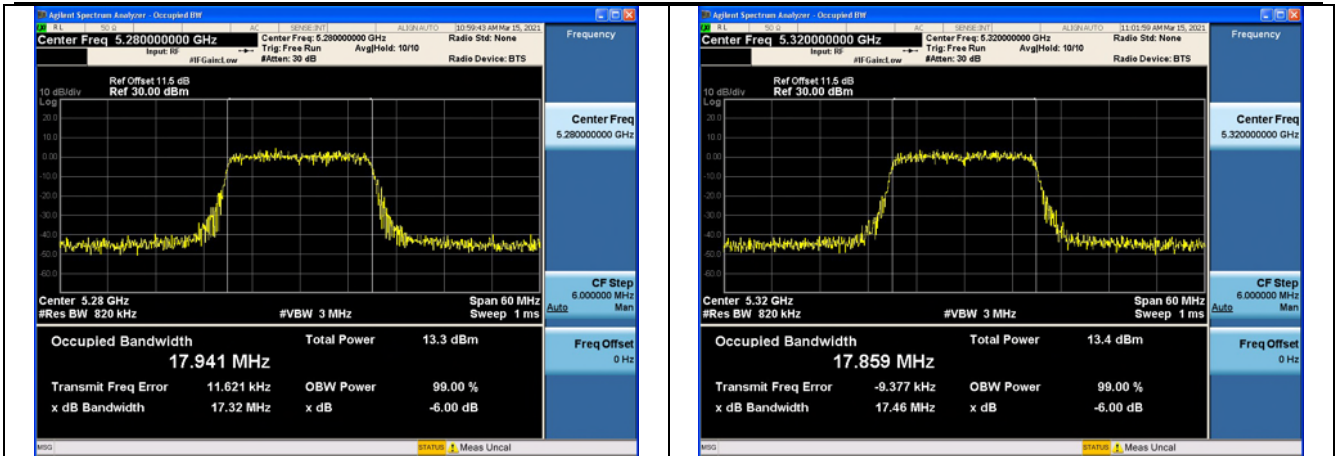 Agilent Spectrum Analyzer - Occupied BW
RL 50 Ω AC SENSE:INT ALIGN AUTO 10:59:43 AM Mar 15, 2021
Center Freq 5.280000000 GHz
Center Freq: 5.280000000 GHz
Radio Std: None
Input: RF
Trig: Free Run Avg|Hold: 10/10
#IFGain:Low
#Atten: 30 dB
Radio Device: BTS
Frequency
Ref Offset 11.5 dB
10 dB/div Ref 30.00 dBm
Log
20.0
10.0
0.00
-10.0
-20.0
-30.0
-40.0
-50.0
-60.0
Center Freq
5.280000000 GHz
Center 5.28 GHz Span 60 MHz
#Res BW 820 kHz #VBW 3 MHz Sweep 1 ms
CF Step
6.000000 MHz
Auto Man
Occupied Bandwidth Total Power 13.3 dBm
17.941 MHz
Transmit Freq Error 11.621 kHz OBW Power 99.00 %
x dB Bandwidth 17.32 MHz x dB -6.00 dB
Freq Offset
0 Hz
MSG STATUS Meas Uncal
Agilent Spectrum Analyzer - Occupied BW
RL 50 Ω AC SENSE:INT ALIGN AUTO 11:01:59 AM Mar 15, 2021
Center Freq 5.320000000 GHz
Center Freq: 5.320000000 GHz
Radio Std: None
Input: RF
Trig: Free Run Avg|Hold: 10/10
#IFGain:Low
#Atten: 30 dB
Radio Device: BTS
Frequency
Ref Offset 11.5 dB
10 dB/div Ref 30.00 dBm
Log
20.0
10.0
0.00
-10.0
-20.0
-30.0
-40.0
-50.0
-60.0
Center Freq
5.320000000 GHz
Center 5.32 GHz Span 60 MHz
#Res BW 820 kHz #VBW 3 MHz Sweep 1 ms
CF Step
6.000000 MHz
Auto Man
Occupied Bandwidth Total Power 13.4 dBm
17.859 MHz
Transmit Freq Error -9.377 kHz OBW Power 99.00 %
x dB Bandwidth 17.46 MHz x dB -6.00 dB
Freq Offset
0 Hz
MSG STATUS Meas Uncal